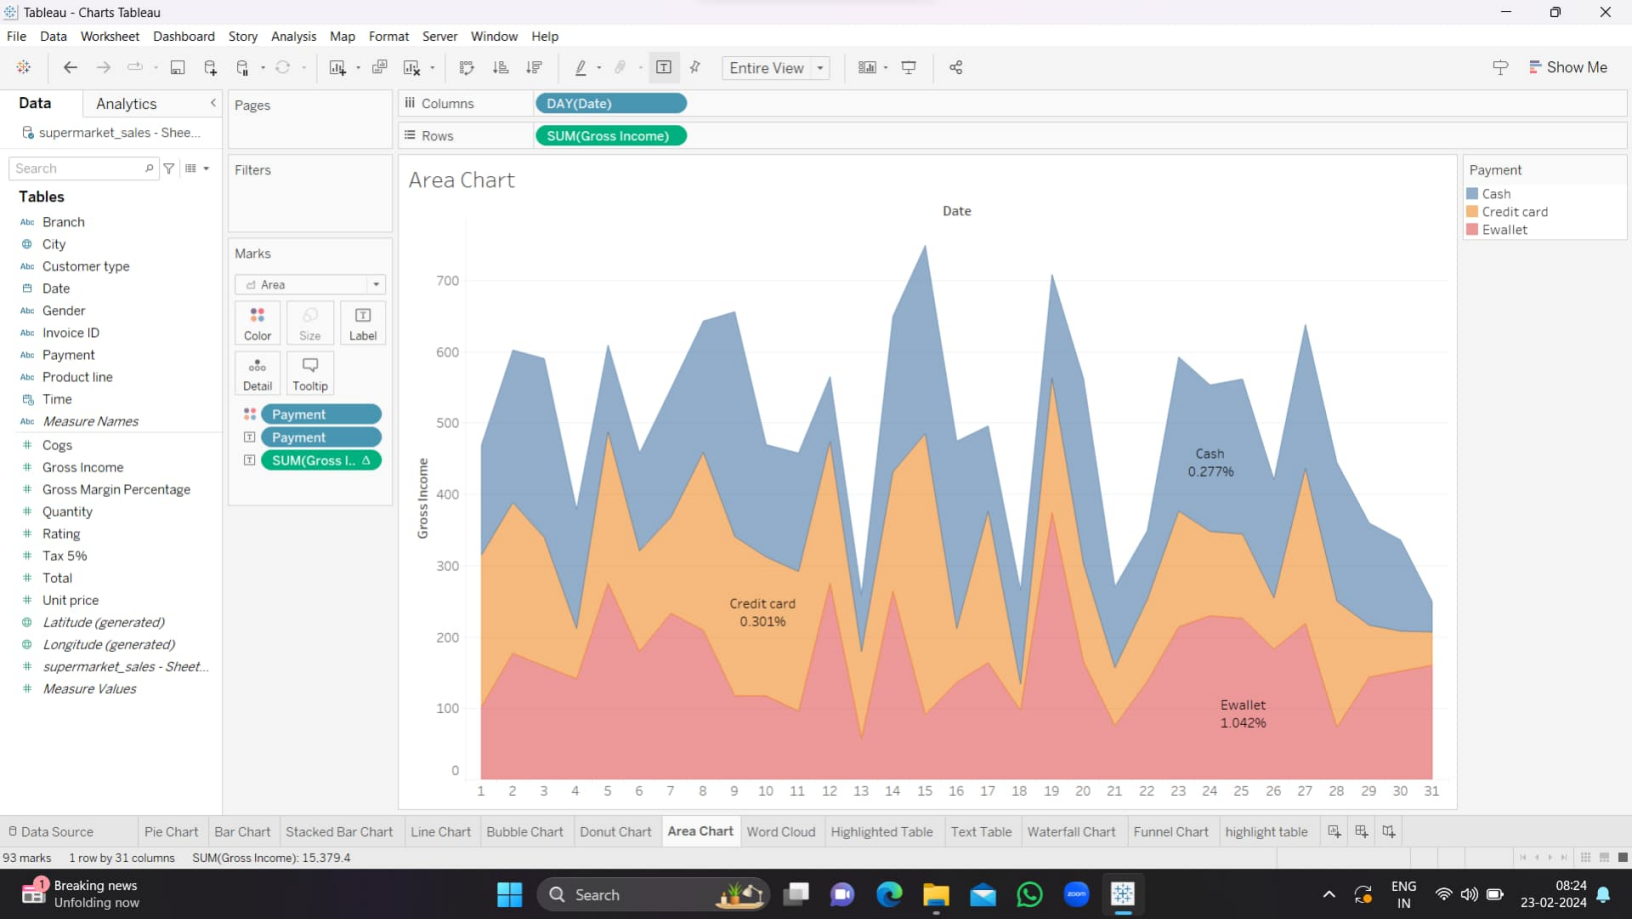 Tableau - Charts Tableau
File Data Worksheet Dashboard Story Analysis Map Format Server Window Help
Entire View
Show Me
Data Analytics
supermarket_sales - Shee...
Search
Tables
Abc Branch
City
Abc Customer type
Date
Abc Gender
Abc Invoice ID
Abc Payment
Abc Product line
Time
Abc Measure Names
# Cogs
# Gross Income
# Gross Margin Percentage
# Quantity
# Rating
# Tax 5%
# Total
# Unit price
Latitude (generated)
Longitude (generated)
# supermarket_sales - Sheet...
# Measure Values
Pages
Filters
Marks
Area
Color Size Label
Detail Tooltip
Payment
Payment
SUM(Gross I.. Δ
iii Columns DAY(Date)
Rows SUM(Gross Income)
Area Chart
Date
Gross Income
700
600
500
400
300
200
100
0
Cash
0.277%
Credit card
0.301%
Ewallet
1.042%
1 2 3 4 5 6 7 8 9 10 11 12 13 14 15 16 17 18 19 20 21 22 23 24 25 26 27 28 29 30 31
Payment
Cash
Credit card
Ewallet
Data Source Pie Chart Bar Chart Stacked Bar Chart Line Chart Bubble Chart Donut Chart Area Chart Word Cloud Highlighted Table Text Table Waterfall Chart Funnel Chart highlight table
93 marks 1 row by 31 columns SUM(Gross Income): 15,379.4
1 Breaking news
Unfolding now
Search
zoom
ENG
IN
08:24
23-02-2024